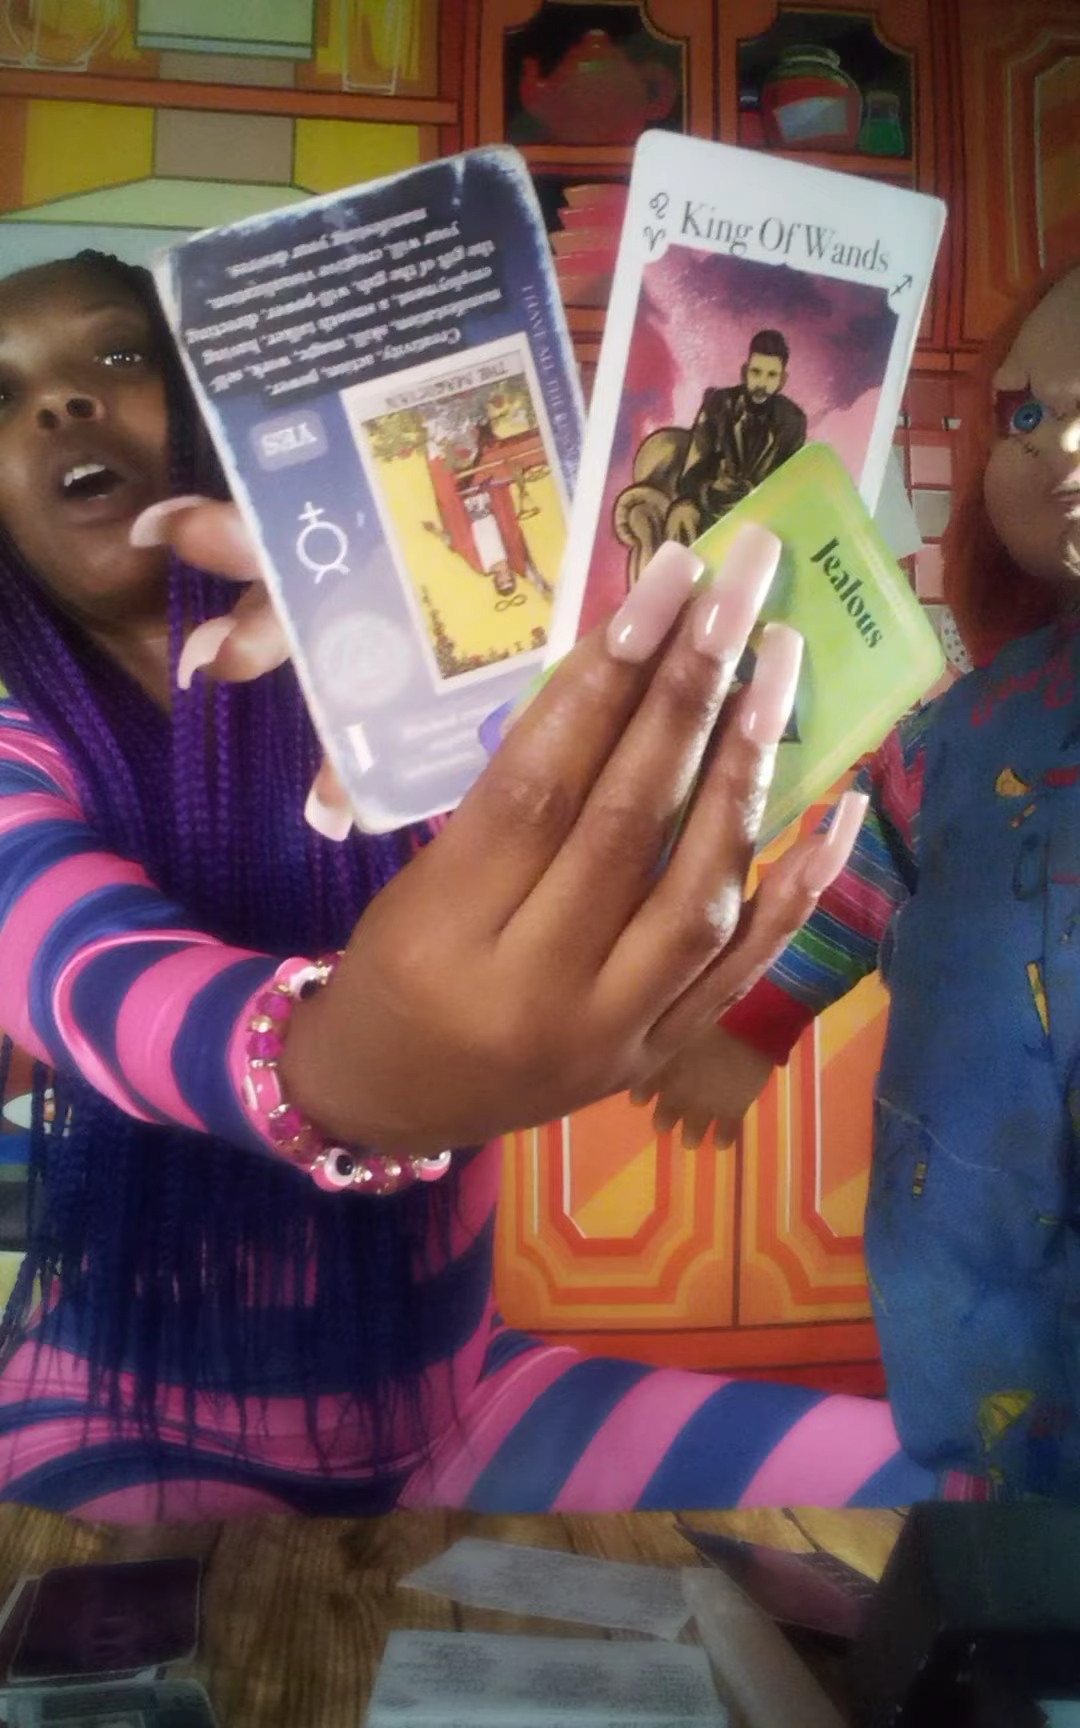 Creativity, action, power,
manifestation, skill, magic, work, self-
employment, a smooth talker, having
the gift of the gab, will-power, directing
your will, creative visualization,
manifesting your desires.
YES
THE MAGICIAN
I
I HAVE ALL THE
King Of Wands
Jealous